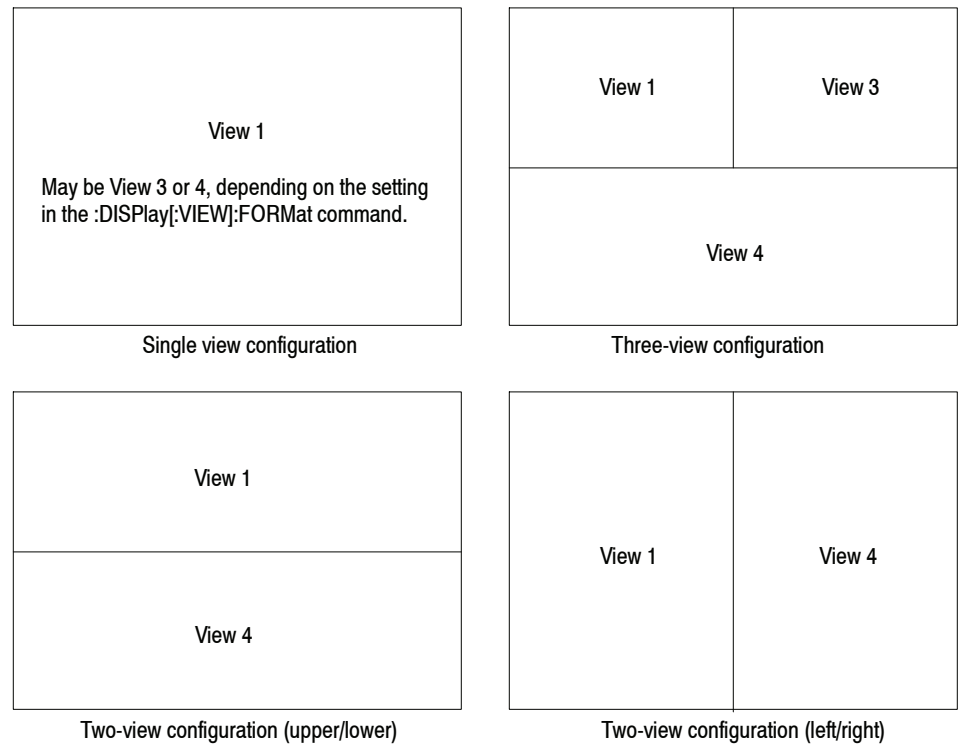 View 1
May be View 3 or 4, depending on the setting
in the :DISPlay[:VIEW]:FORMat command.
Single view configuration
View 1
View 3
View 4
Three-view configuration
View 1
View 4
Two-view configuration (upper/lower)
View 1
View 4
Two-view configuration (left/right)